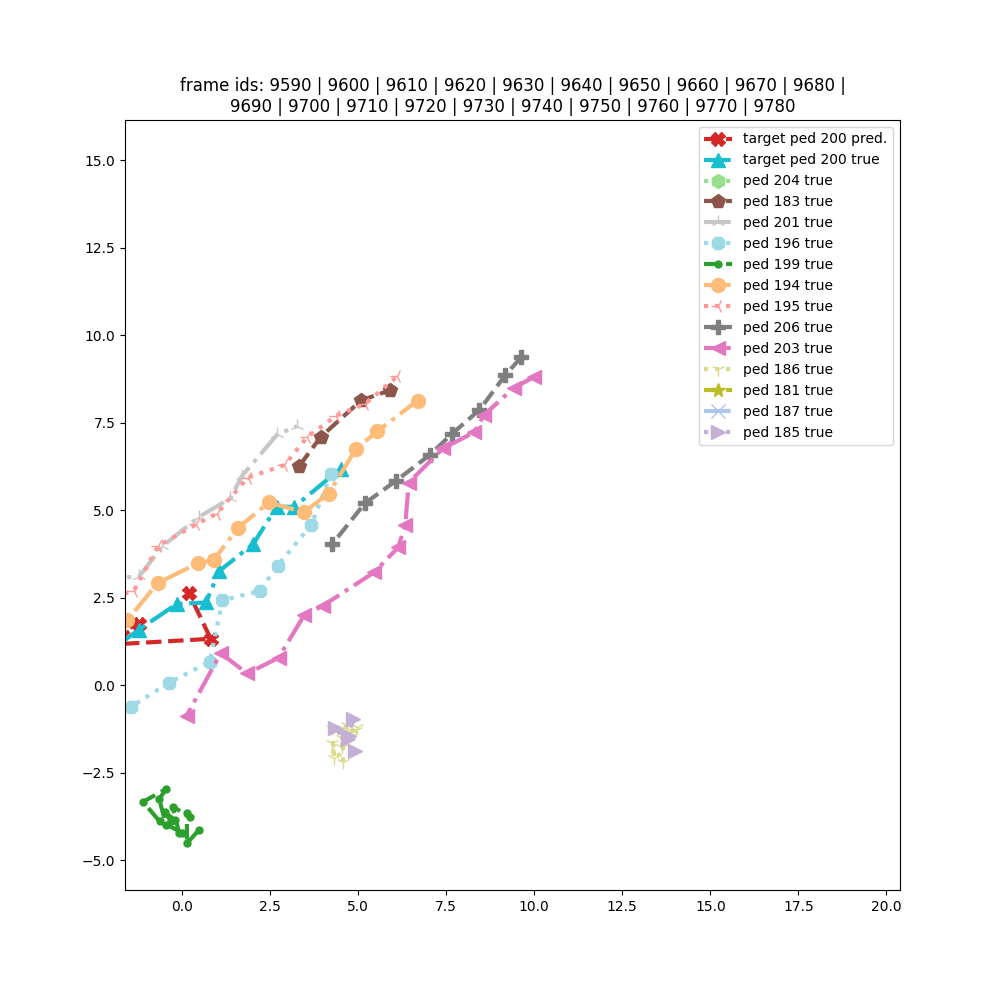 frame ids: 9590 | 9600 | 9610 | 9620 | 9630 | 9640 | 9650 | 9660 | 9670 | 9680 |
9690 | 9700 | 9710 | 9720 | 9730 | 9740 | 9750 | 9760 | 9770 | 9780
target ped 200 pred.
target ped 200 true
ped 204 true
ped 183 true
ped 201 true
ped 196 true
ped 199 true
ped 194 true
ped 195 true
ped 206 true
ped 203 true
ped 186 true
ped 181 true
ped 187 true
ped 185 true
15.0
12.5
10.0
7.5
5.0
2.5
0.0
−2.5
−5.0
0.0 2.5 5.0 7.5 10.0 12.5 15.0 17.5 20.0